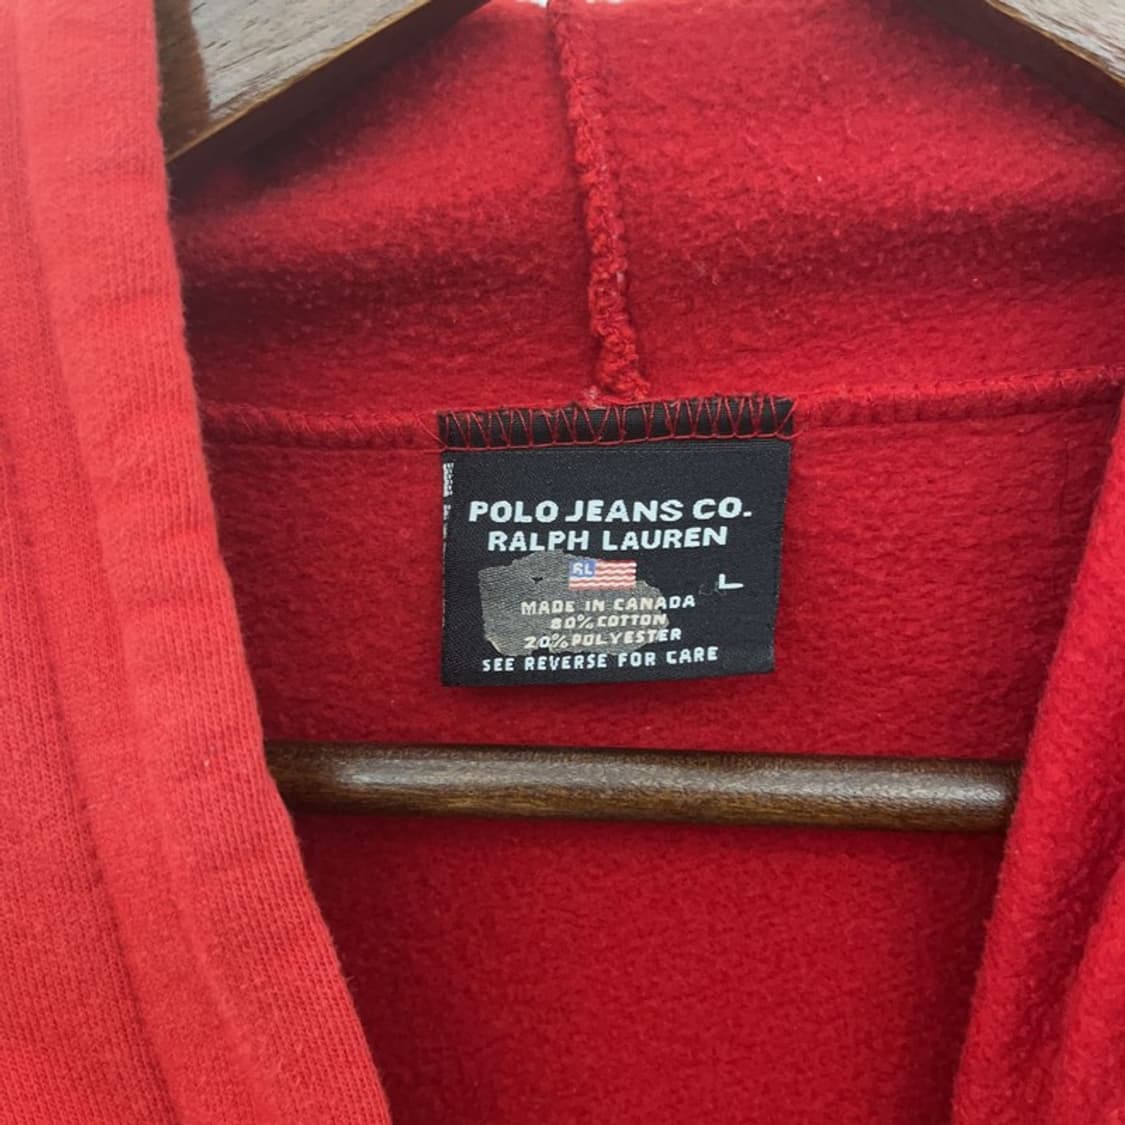 POLO JEANS CO.
RALPH LAUREN
RL
L
MADE IN CANADA
80% COTTON
20% POLYESTER
SEE REVERSE FOR CARE